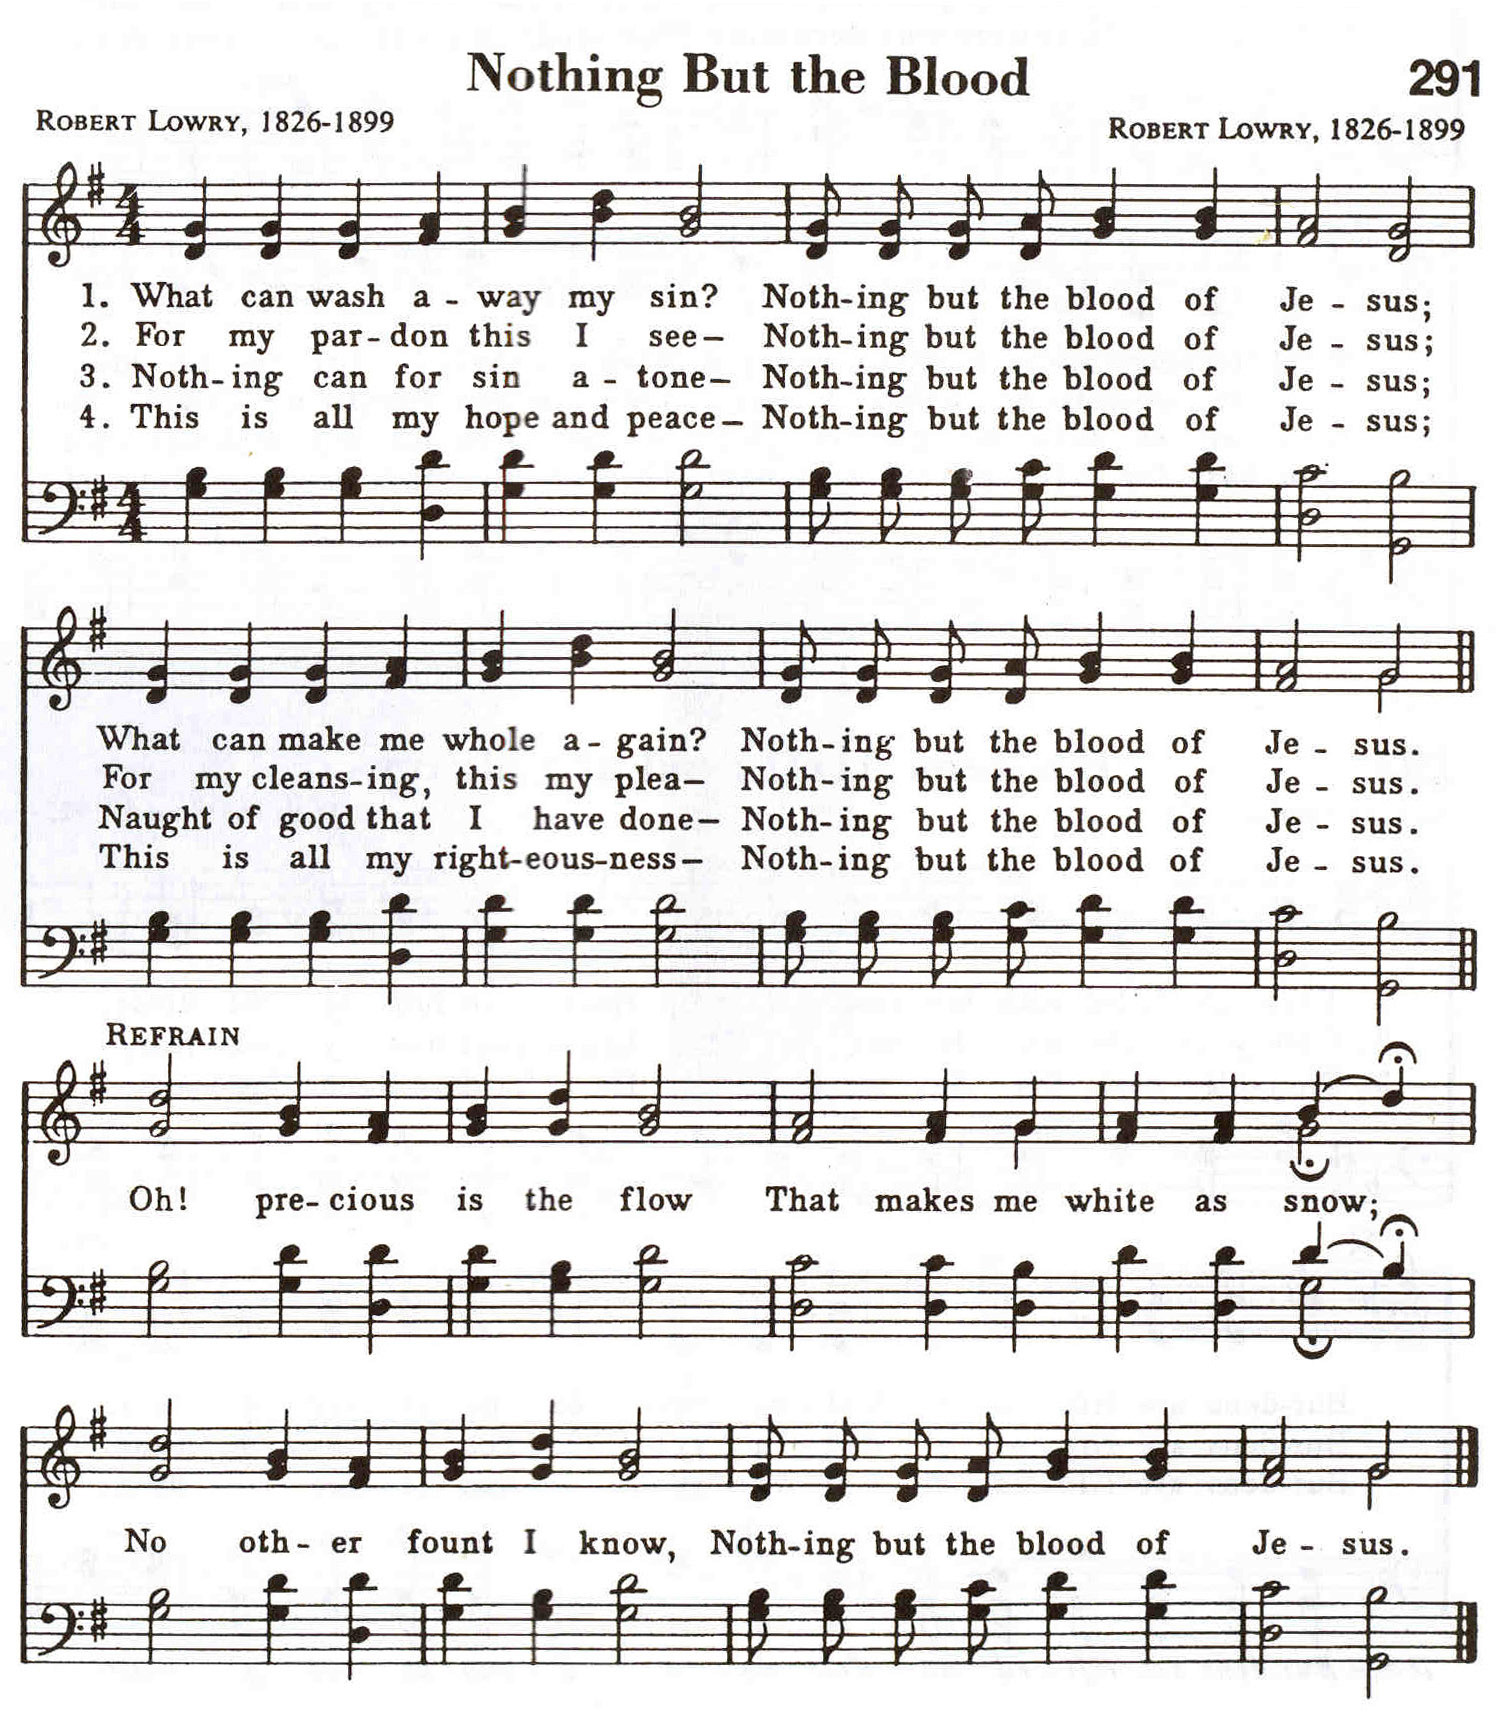 Nothing But the Blood 291
ROBERT LOWRY, 1826-1899 ROBERT LOWRY, 1826-1899
1. What can wash a - way my sin? Noth-ing but the blood of Je - sus;
2. For my par-don this I see— Noth-ing but the blood of Je - sus;
3. Noth-ing can for sin a - tone— Noth-ing but the blood of Je - sus;
4. This is all my hope and peace— Noth-ing but the blood of Je - sus;
What can make me whole a - gain? Noth-ing but the blood of Je - sus.
For my cleans-ing, this my plea— Noth-ing but the blood of Je - sus.
Naught of good that I have done— Noth-ing but the blood of Je - sus.
This is all my right-eous-ness— Noth-ing but the blood of Je - sus.
REFRAIN
Oh! pre-cious is the flow That makes me white as snow;
No oth - er fount I know, Noth-ing but the blood of Je - sus.